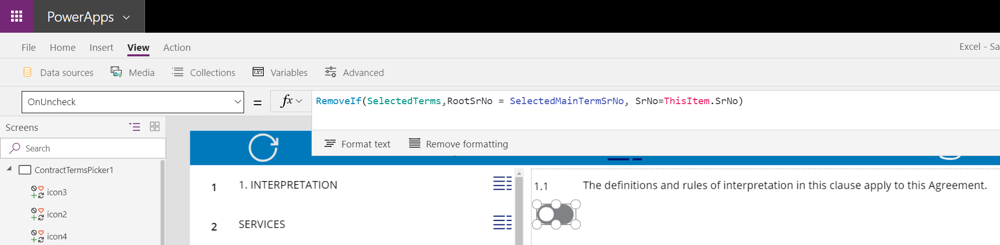 PowerApps
File Home Insert View Action Excel - Sa
Data sources Media Collections Variables Advanced
OnUncheck = fx RemoveIf(SelectedTerms,RootSrNo = SelectedMainTermSrNo, SrNo=ThisItem.SrNo)
Screens
Format text Remove formatting
Search
ContractTermsPicker1
1 1. INTERPRETATION 1.1 The definitions and rules of interpretation in this clause apply to this Agreement.
icon3
icon2
2 SERVICES
icon4